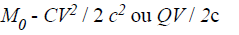 M₀ - CV² / 2 c² ou QV / 2c